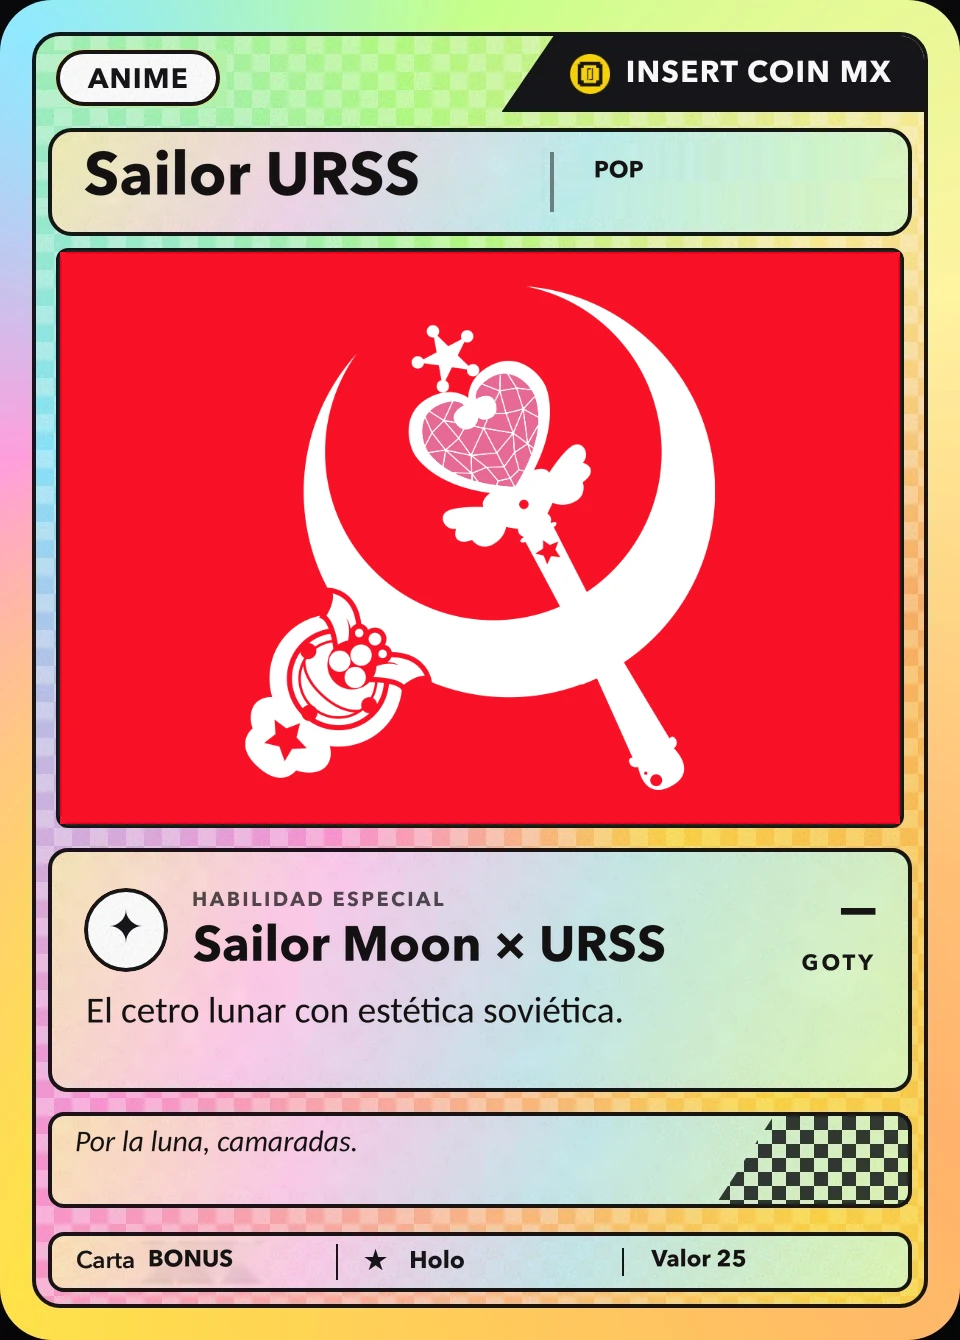 ANIME
INSERT COIN MX
Sailor URSS
POP
HABILIDAD ESPECIAL
Sailor Moon × URSS
—
GOTY
El cetro lunar con estética soviética.
Por la luna, camaradas.
Carta BONUS
★ Holo
Valor 25